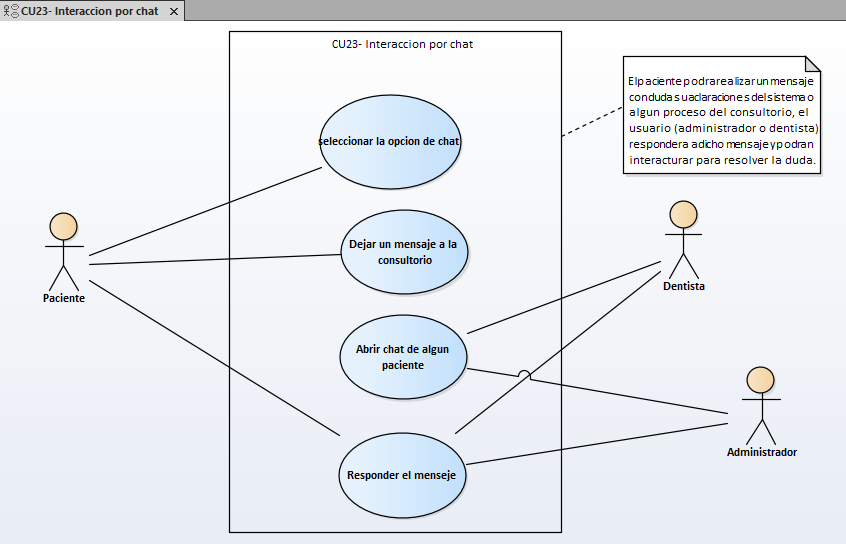 CU23- Interaccion por chat
CU23- Interaccion por chat
El paciente podra realizar un mensaje
con dudas u aclaraciones del sistema o
algun proceso del consultorio, el
usuario (administrador o dentista)
respondera a dicho mensaje y podran
interacturar para resolver la duda.
seleccionar la opcion de chat
Dejar un mensaje a la
consultorio
Paciente
Dentista
Abrir chat de algun
paciente
Administrador
Responder el menseje